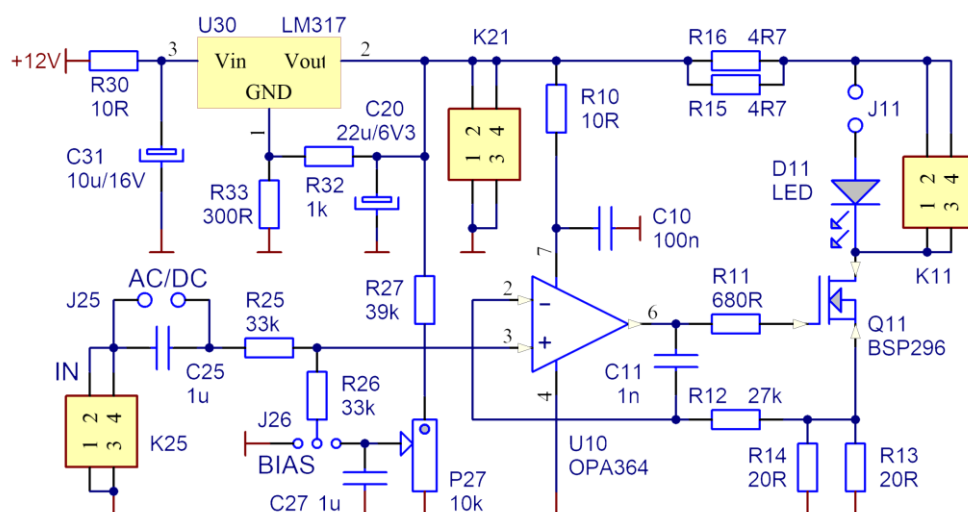 U30 LM317
+12V
R30
10R
3
Vin Vout
GND
2
1
K21
R16 4R7
R15 4R7
C31
10u/16V
R33
300R
R32
1k
C20
22u/6V3
2 4
1 3
R10
10R
J11
D11
LED
2 4
1 3
K11
C10
100n
7
AC/DC
J25
R25
33k
R27
39k
2
3
6
4
R11
680R
Q11
BSP296
IN
2 4
1 3
K25
C25
1u
R26
33k
J26
BIAS
C27 1u
P27
10k
C11
1n
U10
OPA364
R12 27k
R14
20R
R13
20R